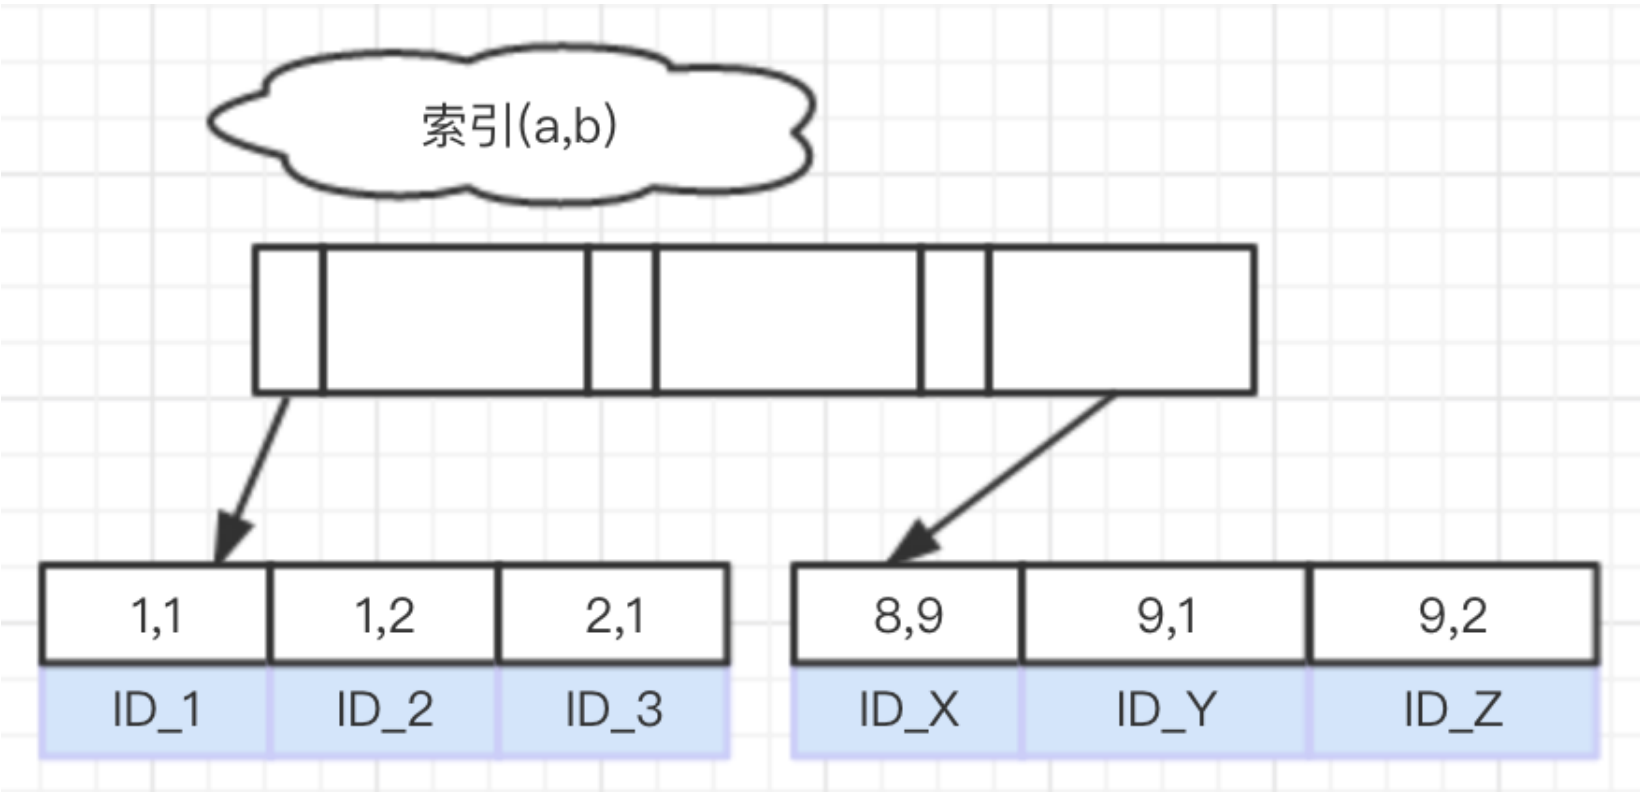 索引(a,b)
1,1 1,2 2,1 8,9 9,1 9,2
ID_1 ID_2 ID_3 ID_X ID_Y ID_Z